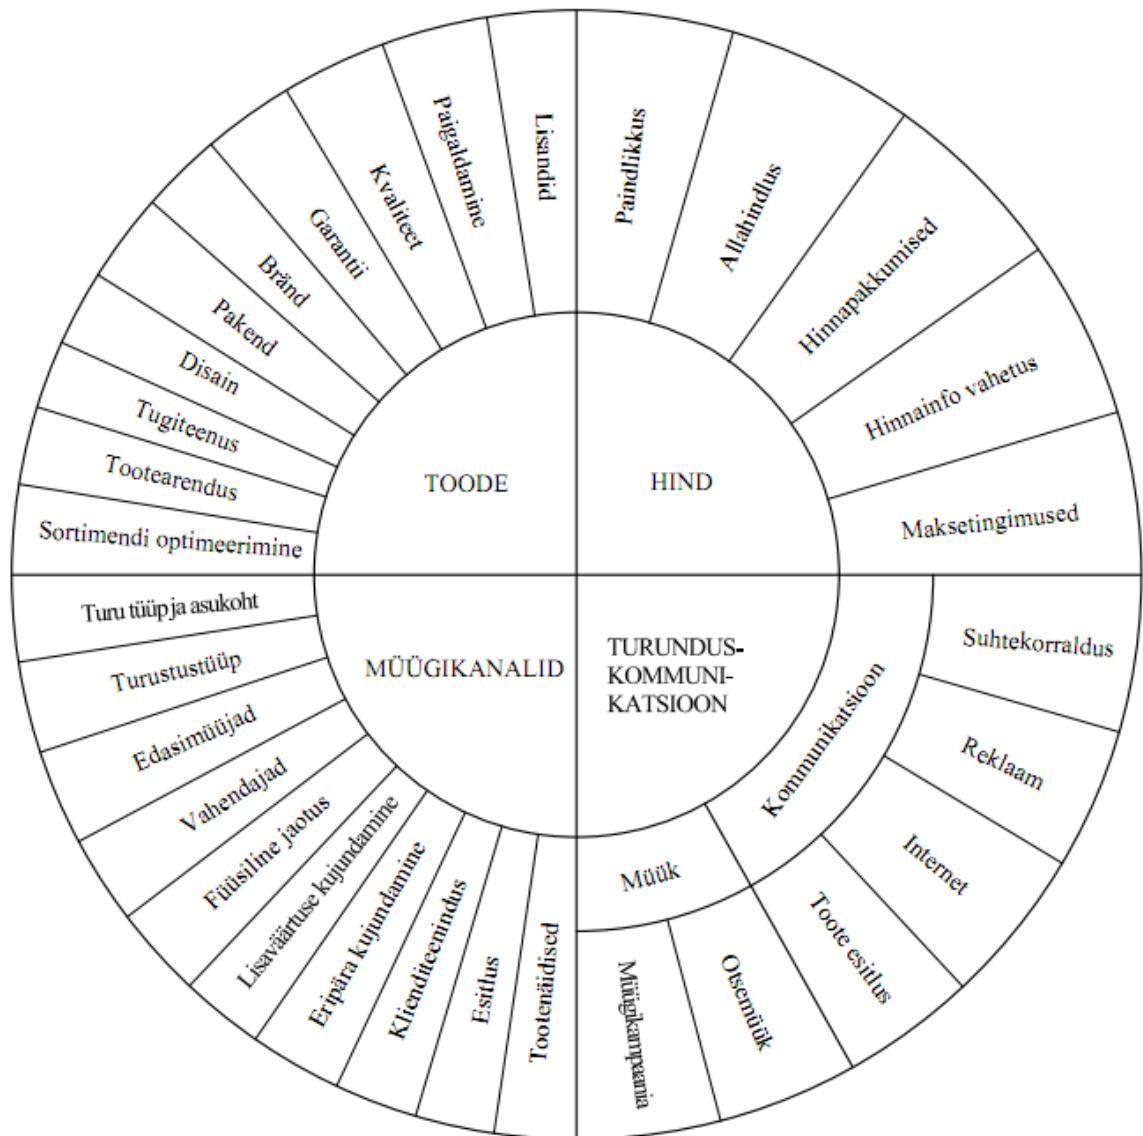 TOODE
Sortimendi optimeerimine
Tootearendus
Tugiteenus
Disain
Pakend
Bränd
Garantii
Kvaliteet
Paigaldamine
Lisandid
HIND
Paindlikkus
Allahindlus
Hinnapakkumised
Hinnainfo vahetus
Maksetingimused
MÜÜGIKANALID
Turu tüüp ja asukoht
Turustustüüp
Edasimüüjad
Vahendajad
Füüsiline jaotus
Lisaväärtuse kujundamine
Eripära kujundamine
Klienditeenindus
Esitlus
Tootenäidised
TURUNDUS-
KOMMUNI-
KATSIOON
Kommunikatsioon
Suhtekorraldus
Reklaam
Internet
Toote esitlus
Müük
Otsemüük
Müügikampaania